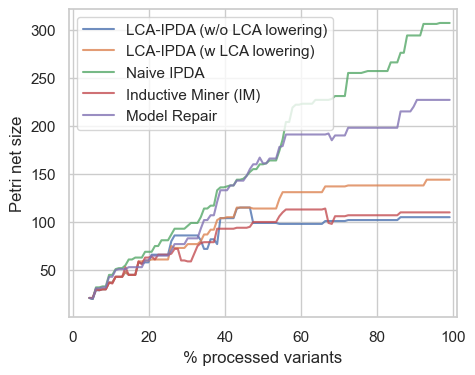 LCA-IPDA (w/o LCA lowering)
LCA-IPDA (w LCA lowering)
Naive IPDA
Inductive Miner (IM)
Model Repair
Petri net size
300
250
200
150
100
50
0 20 40 60 80 100
% processed variants